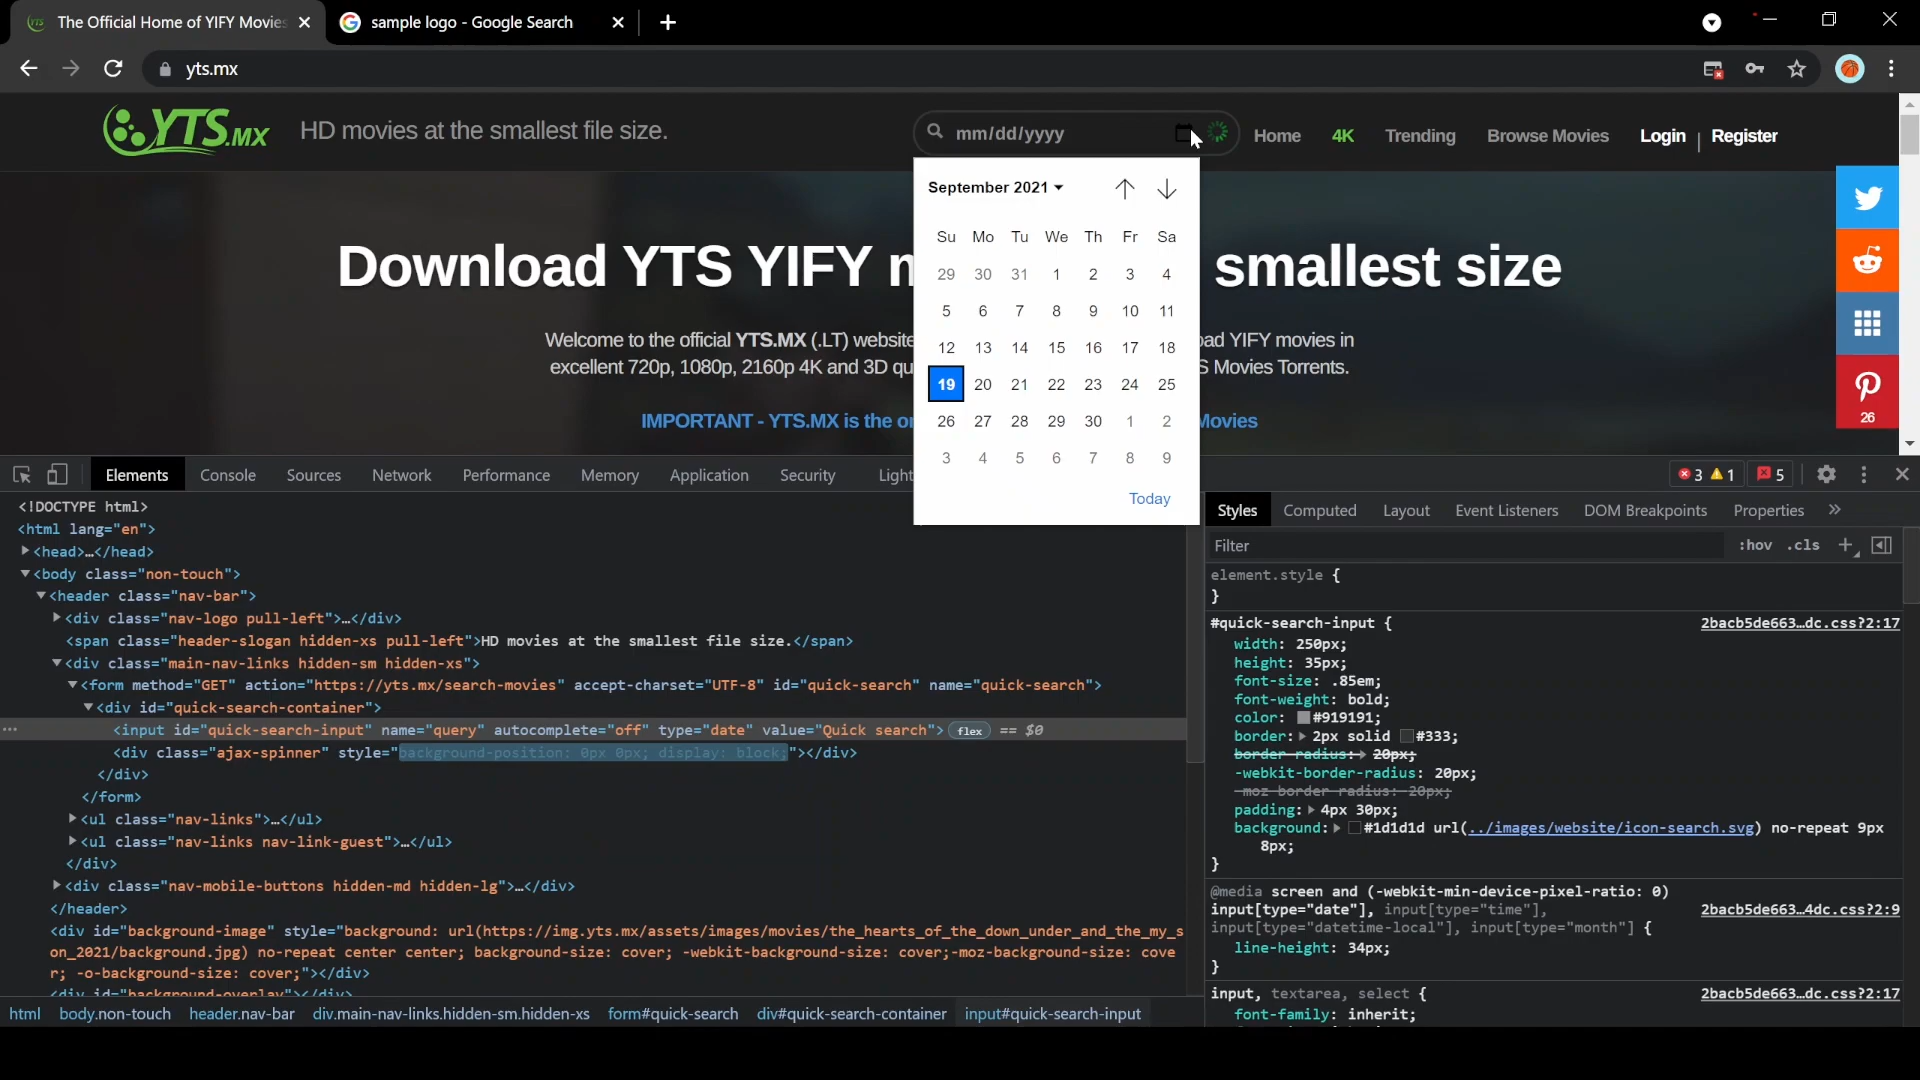 The Official Home of YIFY Movies
sample logo - Google Search
yts.mx
YTS.MX
HD movies at the smallest file size.
mm/dd/yyyy
Home
4K
Trending
Browse Movies
Login
Register
September 2021
Su Mo Tu We Th Fr Sa
29 30 31 1 2 3 4
5 6 7 8 9 10 11
12 13 14 15 16 17 18
19 20 21 22 23 24 25
26 27 28 29 30 1 2
3 4 5 6 7 8 9
Today
Download YTS YIFY m smallest size
Welcome to the official YTS.MX (.LT) website oad YIFY movies in
excellent 720p, 1080p, 2160p 4K and 3D qu S Movies Torrents.
IMPORTANT - YTS.MX is the o Movies
26
Elements Console Sources Network Performance Memory Application Security Light
3 1 5
<!DOCTYPE html>
<html lang="en">
<head>…</head>
<body class="non-touch">
<header class="nav-bar">
<div class="nav-logo pull-left">…</div>
<span class="header-slogan hidden-xs pull-left">HD movies at the smallest file size.</span>
<div class="main-nav-links hidden-sm hidden-xs">
<form method="GET" action="https://yts.mx/search-movies" accept-charset="UTF-8" id="quick-search" name="quick-search">
<div id="quick-search-container">
<input id="quick-search-input" name="query" autocomplete="off" type="date" value="Quick search"> flex == $0
<div class="ajax-spinner" style="background-position: 0px 0px; display: block;"></div>
</div>
</form>
<ul class="nav-links">…</ul>
<ul class="nav-links nav-link-guest">…</ul>
</div>
<div class="nav-mobile-buttons hidden-md hidden-lg">…</div>
</header>
<div id="background-image" style="background: url(https://img.yts.mx/assets/images/movies/the_hearts_of_the_down_under_and_the_my_s
on_2021/background.jpg) no-repeat center center; background-size: cover; -webkit-background-size: cover;-moz-background-size: cove
r; -o-background-size: cover;"></div>
<div id="background-overlay"></div>
html body.non-touch header.nav-bar div.main-nav-links.hidden-sm.hidden-xs form#quick-search div#quick-search-container input#quick-search-input
Styles Computed Layout Event Listeners DOM Breakpoints Properties »
Filter :hov .cls +
element.style {
}
#quick-search-input { 2bacb5de663…dc.css?2:17
width: 250px;
height: 35px;
font-size: .85em;
font-weight: bold;
color: #919191;
border: 2px solid #333;
border-radius: 20px;
-webkit-border-radius: 20px;
-moz-border-radius: 20px;
padding: 4px 30px;
background: #1d1d1d url(../images/website/icon-search.svg) no-repeat 9px
8px;
}
@media screen and (-webkit-min-device-pixel-ratio: 0)
input[type="date"], input[type="time"], 2bacb5de663…4dc.css?2:9
input[type="datetime-local"], input[type="month"] {
line-height: 34px;
}
input, textarea, select { 2bacb5de663…dc.css?2:17
font-family: inherit;